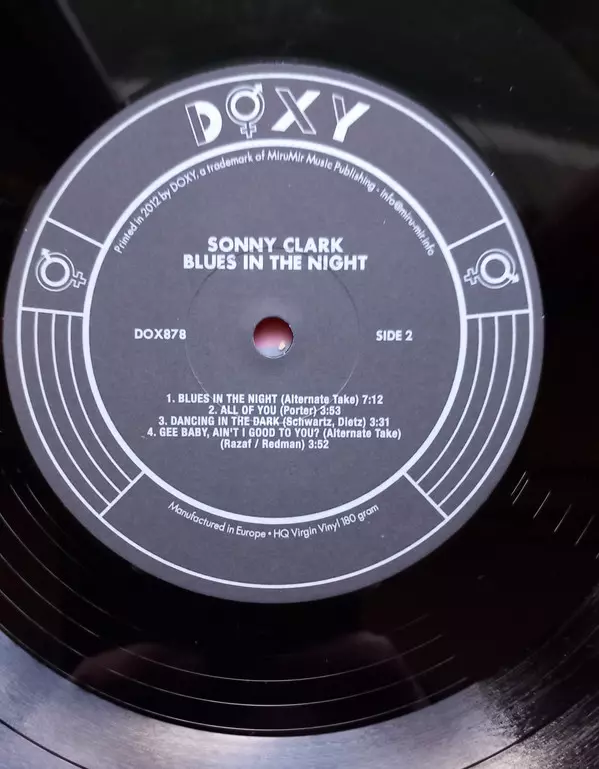 DOXY
Printed in 2012 by DOXY, a trademark of MiruMir Music Publishing - info@miru-mir.info
SONNY CLARK
BLUES IN THE NIGHT
DOX878
SIDE 2
1. BLUES IN THE NIGHT (Alternate Take) 7:12
2. ALL OF YOU (Porter) 3:53
3. DANCING IN THE DARK (Schwartz, Dietz) 3:31
4. GEE BABY, AIN'T I GOOD TO YOU? (Alternate Take)
(Razaf / Redman) 3:52
Manufactured in Europe • HQ Virgin Vinyl 180 gram